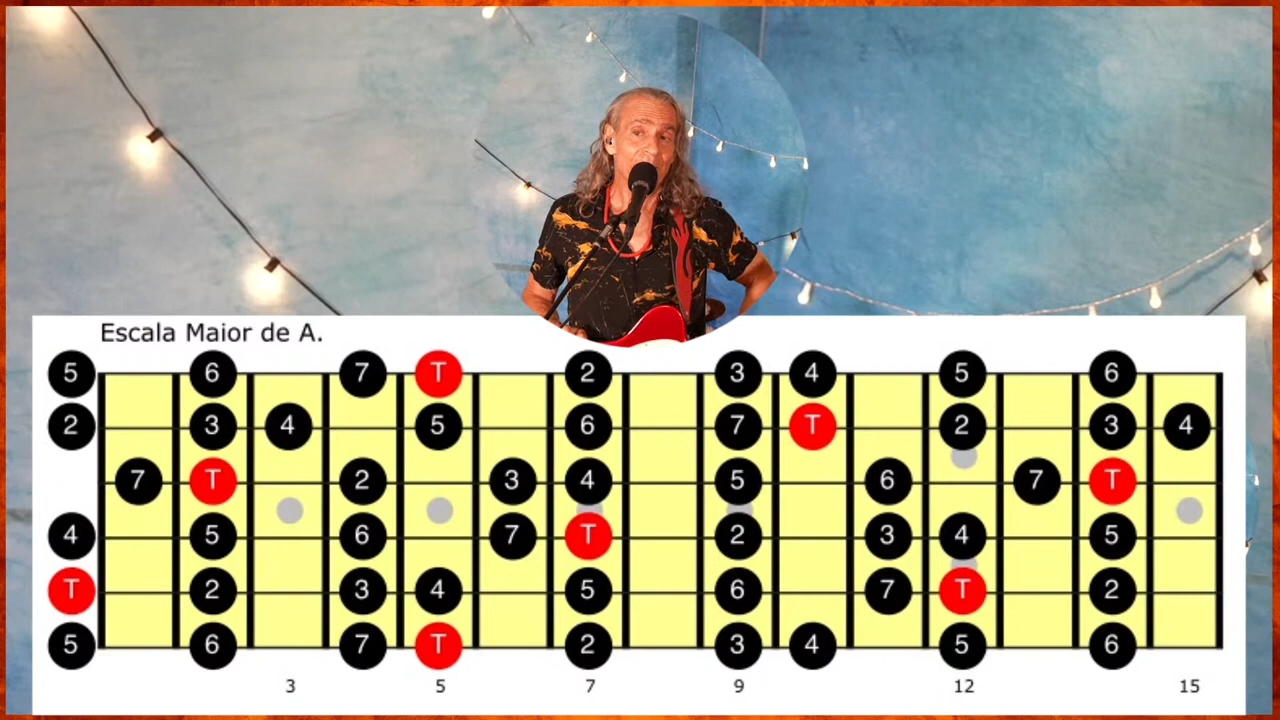 Escala Maior de A.
5 6 7 T 2 3 4 5 6
2 3 4 5 6 7 T 2 3 4
7 T 2 3 4 5 6 7 T
4 5 6 7 T 2 3 4 5
T 2 3 4 5 6 7 T 2
5 6 7 T 2 3 4 5 6
3 5 7 9 12 15